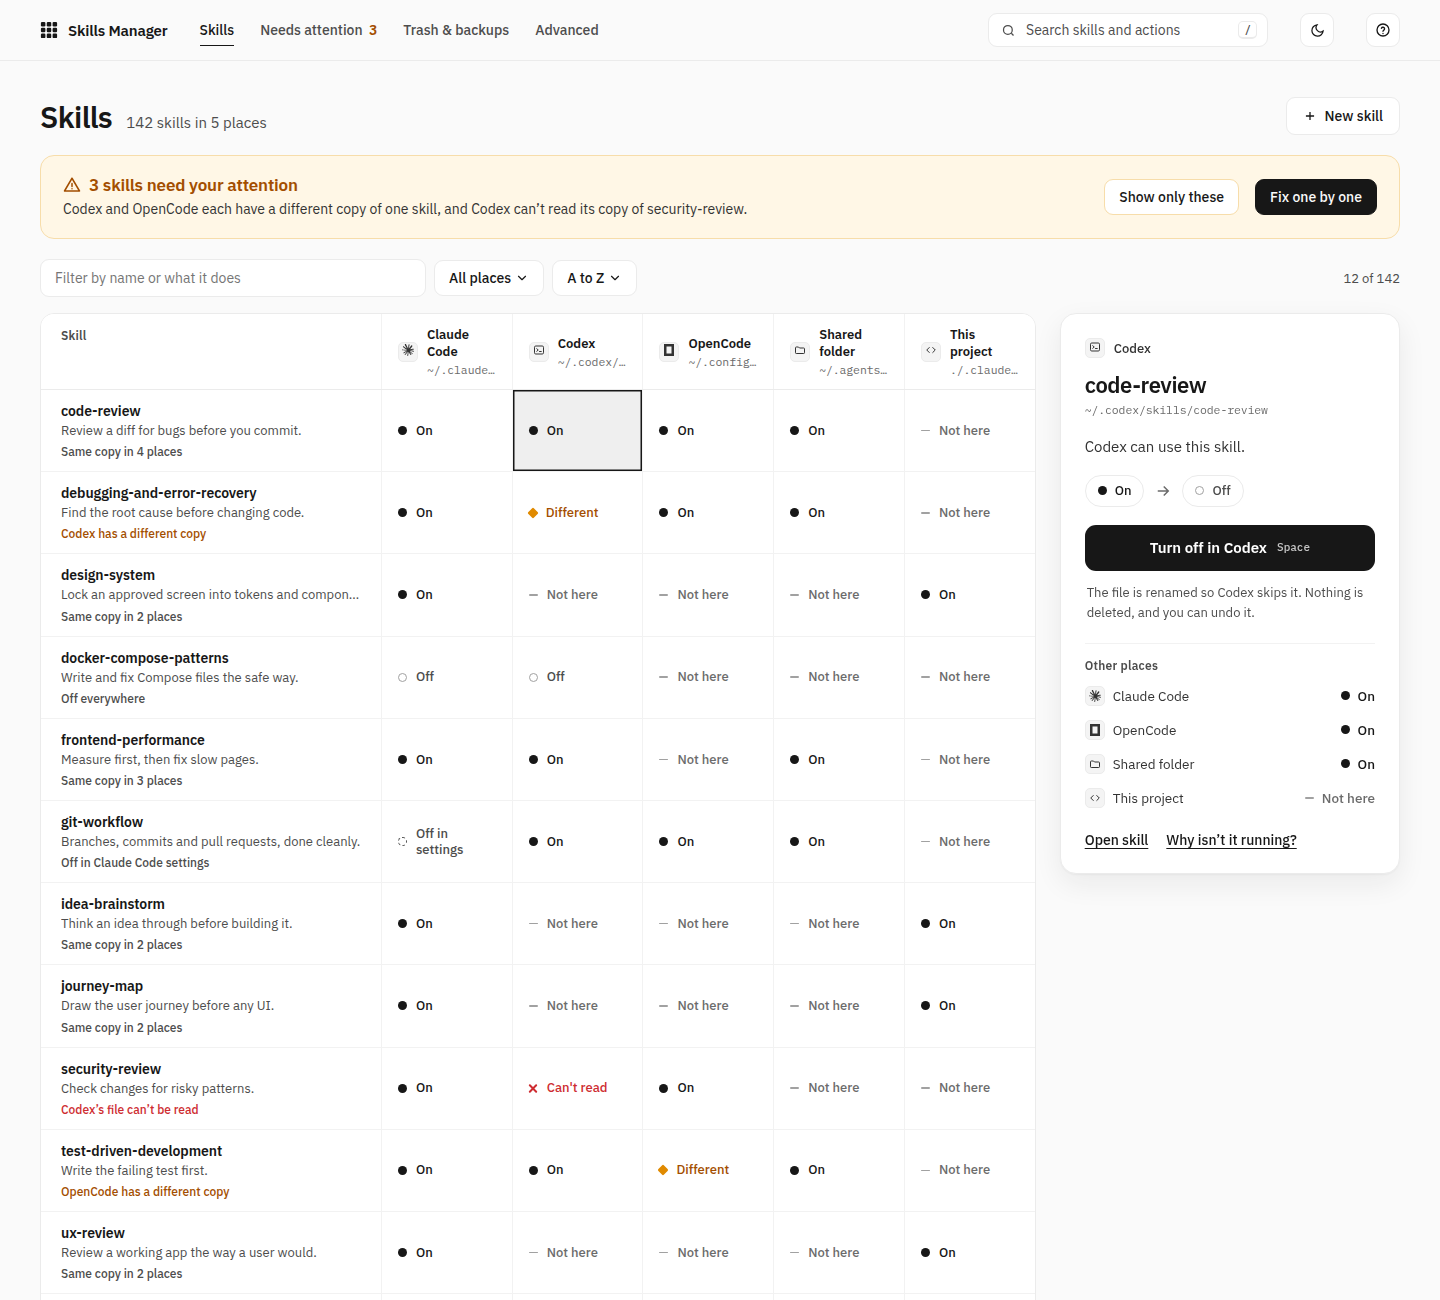 Skills Manager
Skills
Needs attention 3
Trash & backups
Advanced
Search skills and actions /
Skills
142 skills in 5 places
+ New skill
3 skills need your attention
Codex and OpenCode each have a different copy of one skill, and Codex can’t read its copy of security-review.
Show only these
Fix one by one
Filter by name or what it does
All places
A to Z
12 of 142
Skill
Claude Code
~/.claude…
Codex
~/.codex/…
OpenCode
~/.config…
Shared folder
~/.agents…
This project
./.claude…
code-review
Review a diff for bugs before you commit.
Same copy in 4 places
On
On
On
On
Not here
debugging-and-error-recovery
Find the root cause before changing code.
Codex has a different copy
On
Different
On
On
Not here
design-system
Lock an approved screen into tokens and compon…
Same copy in 2 places
On
Not here
Not here
Not here
On
docker-compose-patterns
Write and fix Compose files the safe way.
Off everywhere
Off
Off
Not here
Not here
Not here
frontend-performance
Measure first, then fix slow pages.
Same copy in 3 places
On
On
Not here
On
Not here
git-workflow
Branches, commits and pull requests, done cleanly.
Off in Claude Code settings
Off in settings
On
On
On
Not here
idea-brainstorm
Think an idea through before building it.
Same copy in 2 places
On
Not here
Not here
Not here
On
journey-map
Draw the user journey before any UI.
Same copy in 2 places
On
Not here
Not here
Not here
On
security-review
Check changes for risky patterns.
Codex’s file can’t be read
On
Can't read
On
Not here
Not here
test-driven-development
Write the failing test first.
OpenCode has a different copy
On
On
Different
On
Not here
ux-review
Review a working app the way a user would.
Same copy in 2 places
On
Not here
Not here
Not here
On
Codex
code-review
~/.codex/skills/code-review
Codex can use this skill.
On → Off
Turn off in Codex Space
The file is renamed so Codex skips it. Nothing is
deleted, and you can undo it.
Other places
Claude Code On
OpenCode On
Shared folder On
This project Not here
Open skill
Why isn’t it running?